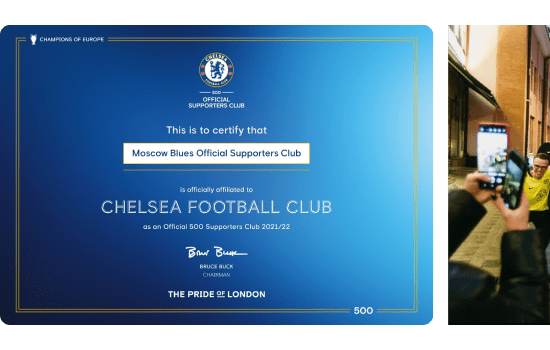 CHAMPIONS OF EUROPE
CHELSEA
FOOTBALL CLUB
500
OFFICIAL
SUPPORTERS CLUB
This is to certify that
Moscow Blues Official Supporters Club
is officially affiliated to
CHELSEA FOOTBALL CLUB
as an Official 500 Supporters Club 2021/22
Bruce Buck
BRUCE BUCK
CHAIRMAN
THE PRIDE OF LONDON
500